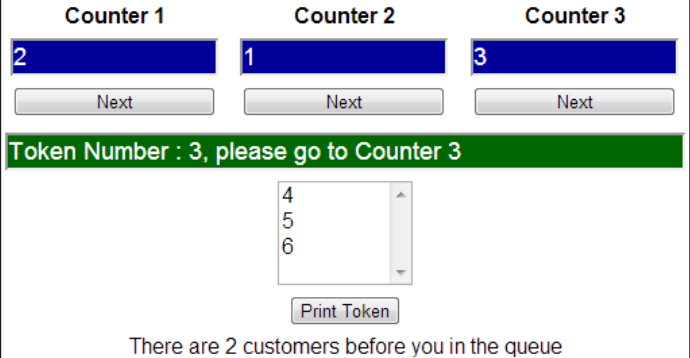 Counter 1 Counter 2 Counter 3
2 1 3
Next Next Next
Token Number : 3, please go to Counter 3
4
5
6
Print Token
There are 2 customers before you in the queue